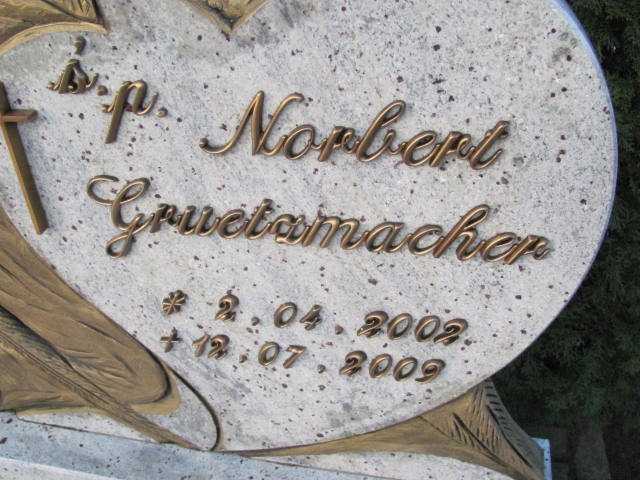 ś.p. Norbert
Gruetzmacher
* 2.04.2002
+ 12.07.2009